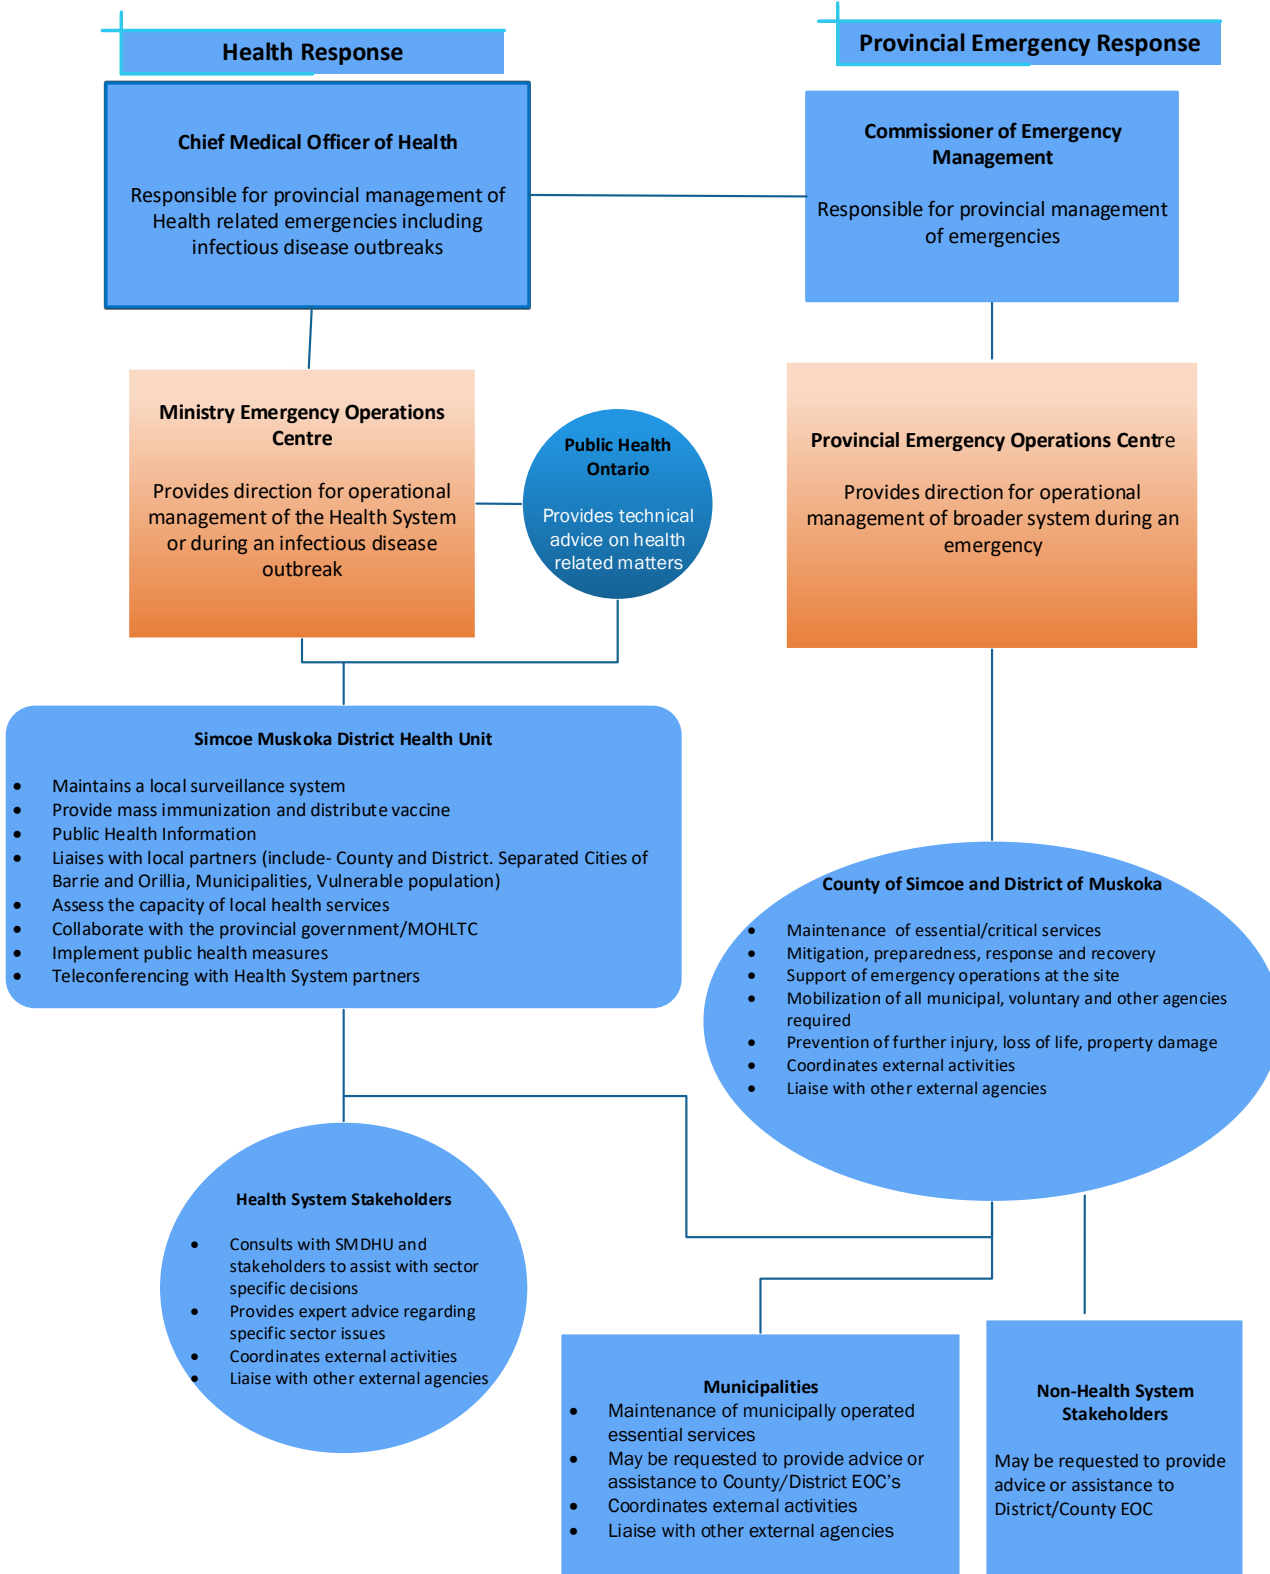 Health Response
Provincial Emergency Response
Chief Medical Officer of Health
Responsible for provincial management of
Health related emergencies including
infectious disease outbreaks
Commissioner of Emergency
Management
Responsible for provincial management
of emergencies
Ministry Emergency Operations
Centre
Provides direction for operational
management of the Health System
or during an infectious disease
outbreak
Public Health
Ontario
Provides technical
advice on health
related matters
Provincial Emergency Operations Centre
Provides direction for operational
management of broader system during an
emergency
Simcoe Muskoka District Health Unit
• Maintains a local surveillance system
• Provide mass immunization and distribute vaccine
• Public Health Information
• Liaises with local partners (include- County and District. Separated Cities of
Barrie and Orillia, Municipalities, Vulnerable population)
• Assess the capacity of local health services
• Collaborate with the provincial government/MOHLTC
• Implement public health measures
• Teleconferencing with Health System partners
County of Simcoe and District of Muskoka
• Maintenance of essential/critical services
• Mitigation, preparedness, response and recovery
• Support of emergency operations at the site
• Mobilization of all municipal, voluntary and other agencies
required
• Prevention of further injury, loss of life, property damage
• Coordinates external activities
• Liaise with other external agencies
Health System Stakeholders
• Consults with SMDHU and
stakeholders to assist with sector
specific decisions
• Provides expert advice regarding
specific sector issues
• Coordinates external activities
• Liaise with other external agencies
Municipalities
• Maintenance of municipally operated
essential services
• May be requested to provide advice or
assistance to County/District EOC's
• Coordinates external activities
• Liaise with other external agencies
Non-Health System
Stakeholders
May be requested to provide
advice or assistance to
District/County EOC